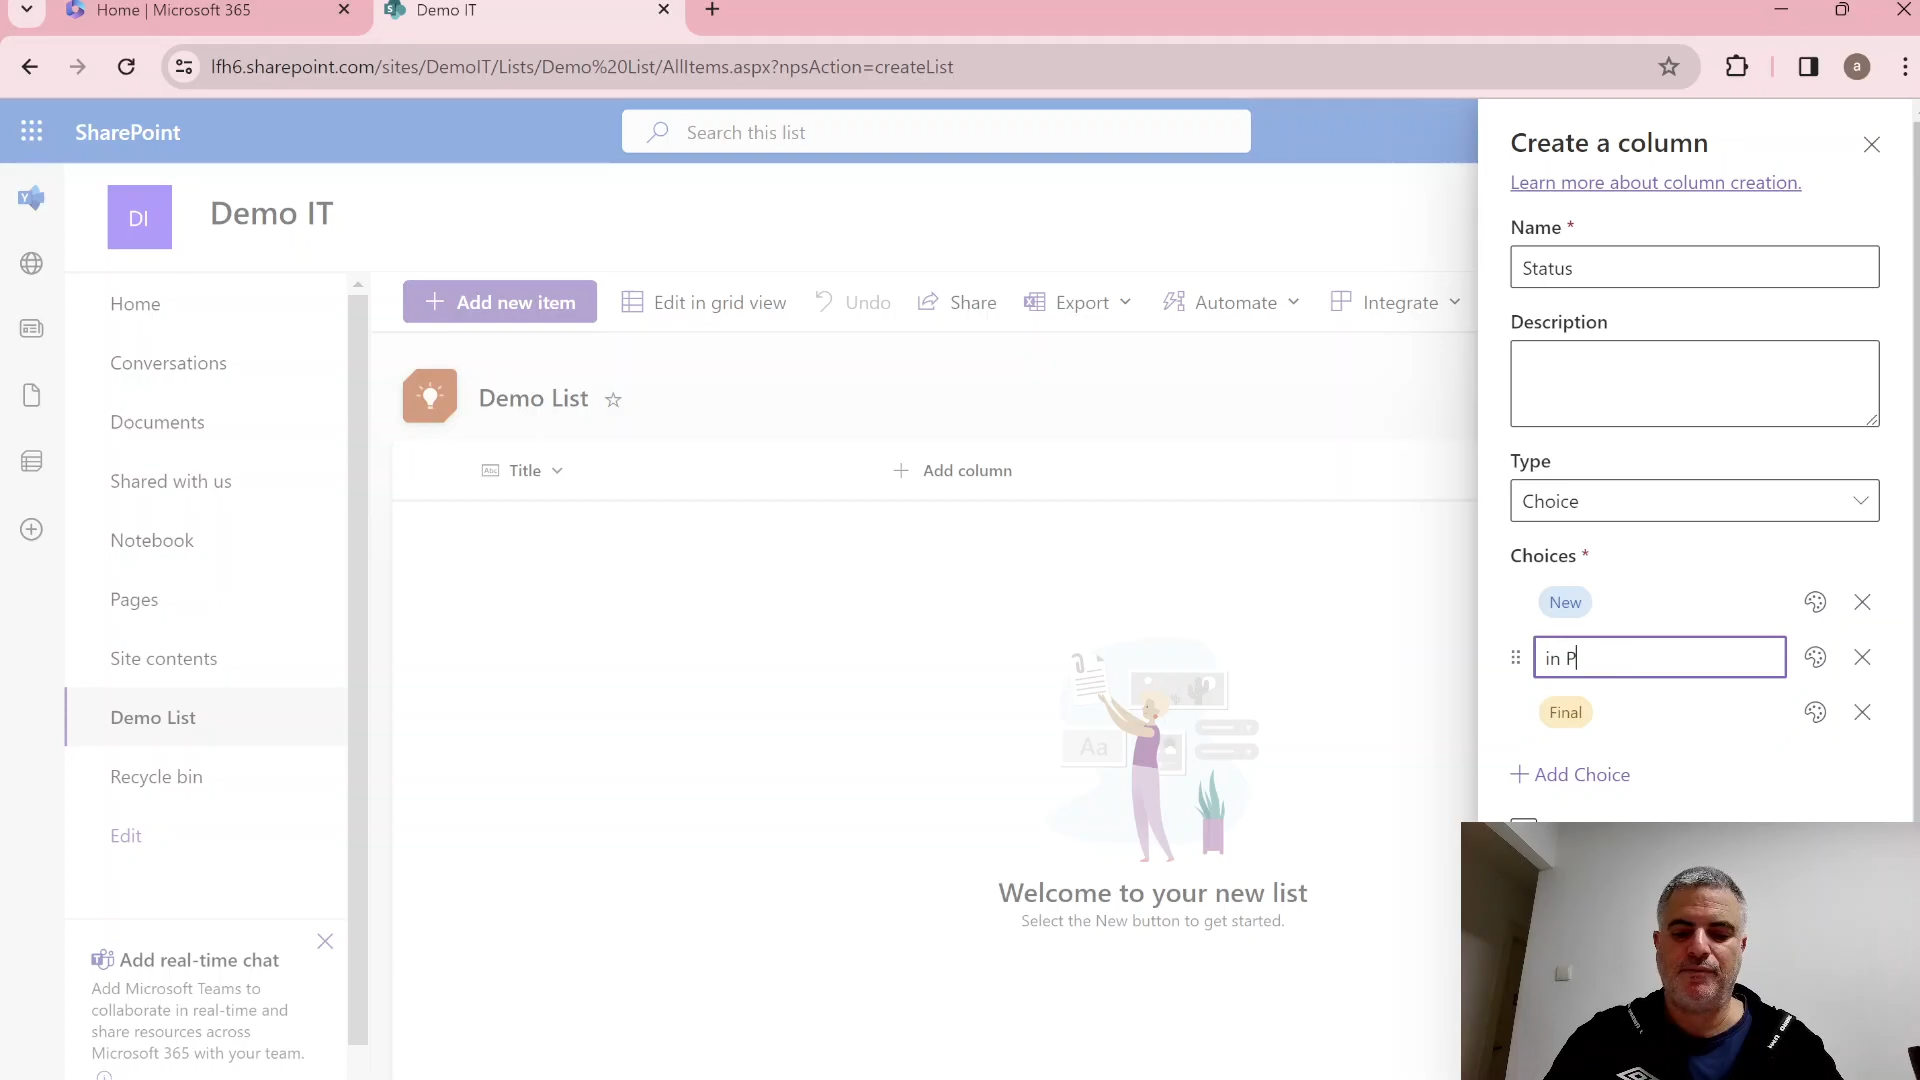 Home | Microsoft 365
Demo IT
lfh6.sharepoint.com/sites/DemoIT/Lists/Demo%20List/AllItems.aspx?npsAction=createList
a
SharePoint
Search this list
DI
Demo IT
Home
Conversations
Documents
Shared with us
Notebook
Pages
Site contents
Demo List
Recycle bin
Edit
Add real-time chat
Add Microsoft Teams to
collaborate in real-time and
share resources across
Microsoft 365 with your team.
Add new item
Edit in grid view
Undo
Share
Export
Automate
Integrate
Demo List
Abc Title
Add column
Aa
Welcome to your new list
Select the New button to get started.
Create a column
Learn more about column creation.
Name *
Status
Description
Type
Choice
Choices *
New
in P
Final
Add Choice